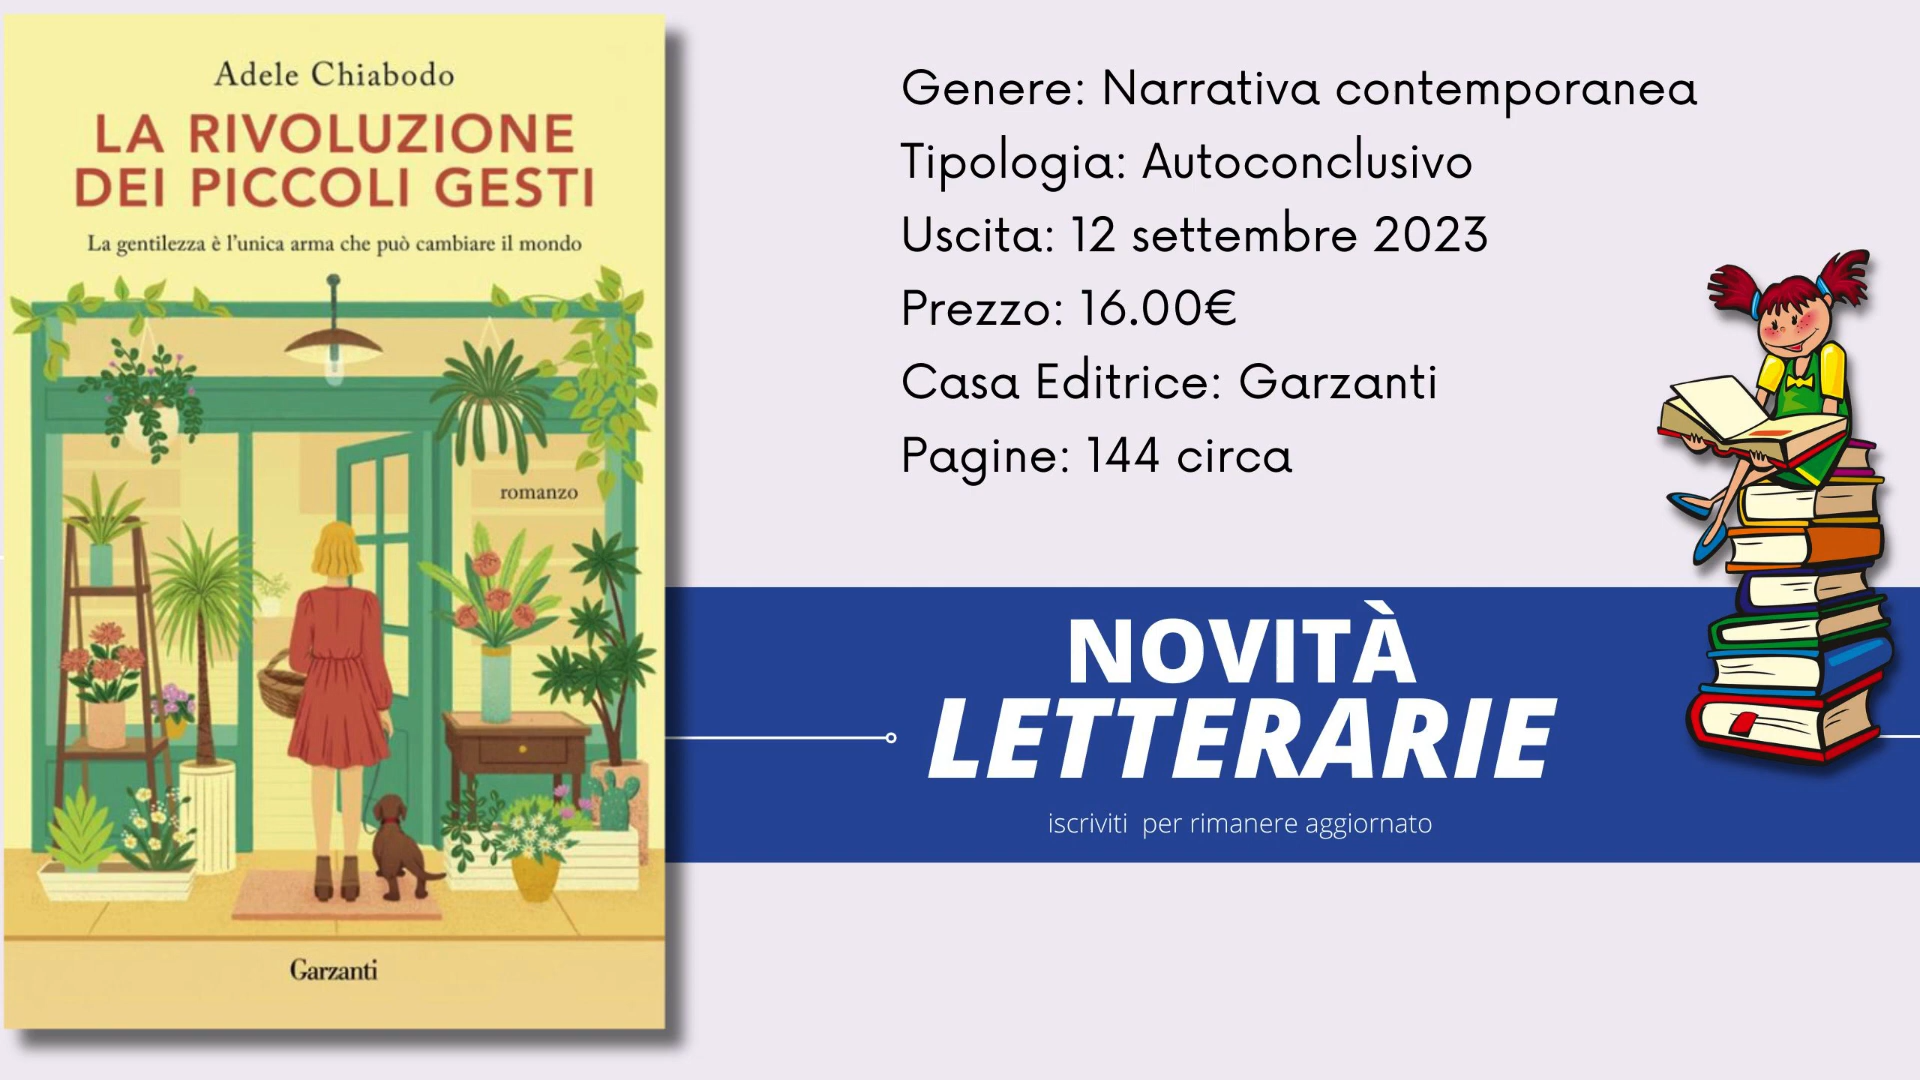 Adele Chiabodo
LA RIVOLUZIONE
DEI PICCOLI GESTI
La gentilezza è l'unica arma che può cambiare il mondo
romanzo
Garzanti
Genere: Narrativa contemporanea
Tipologia: Autoconclusivo
Uscita: 12 settembre 2023
Prezzo: 16.00€
Casa Editrice: Garzanti
Pagine: 144 circa
NOVITÀ
LETTERARIE
iscriviti per rimanere aggiornato